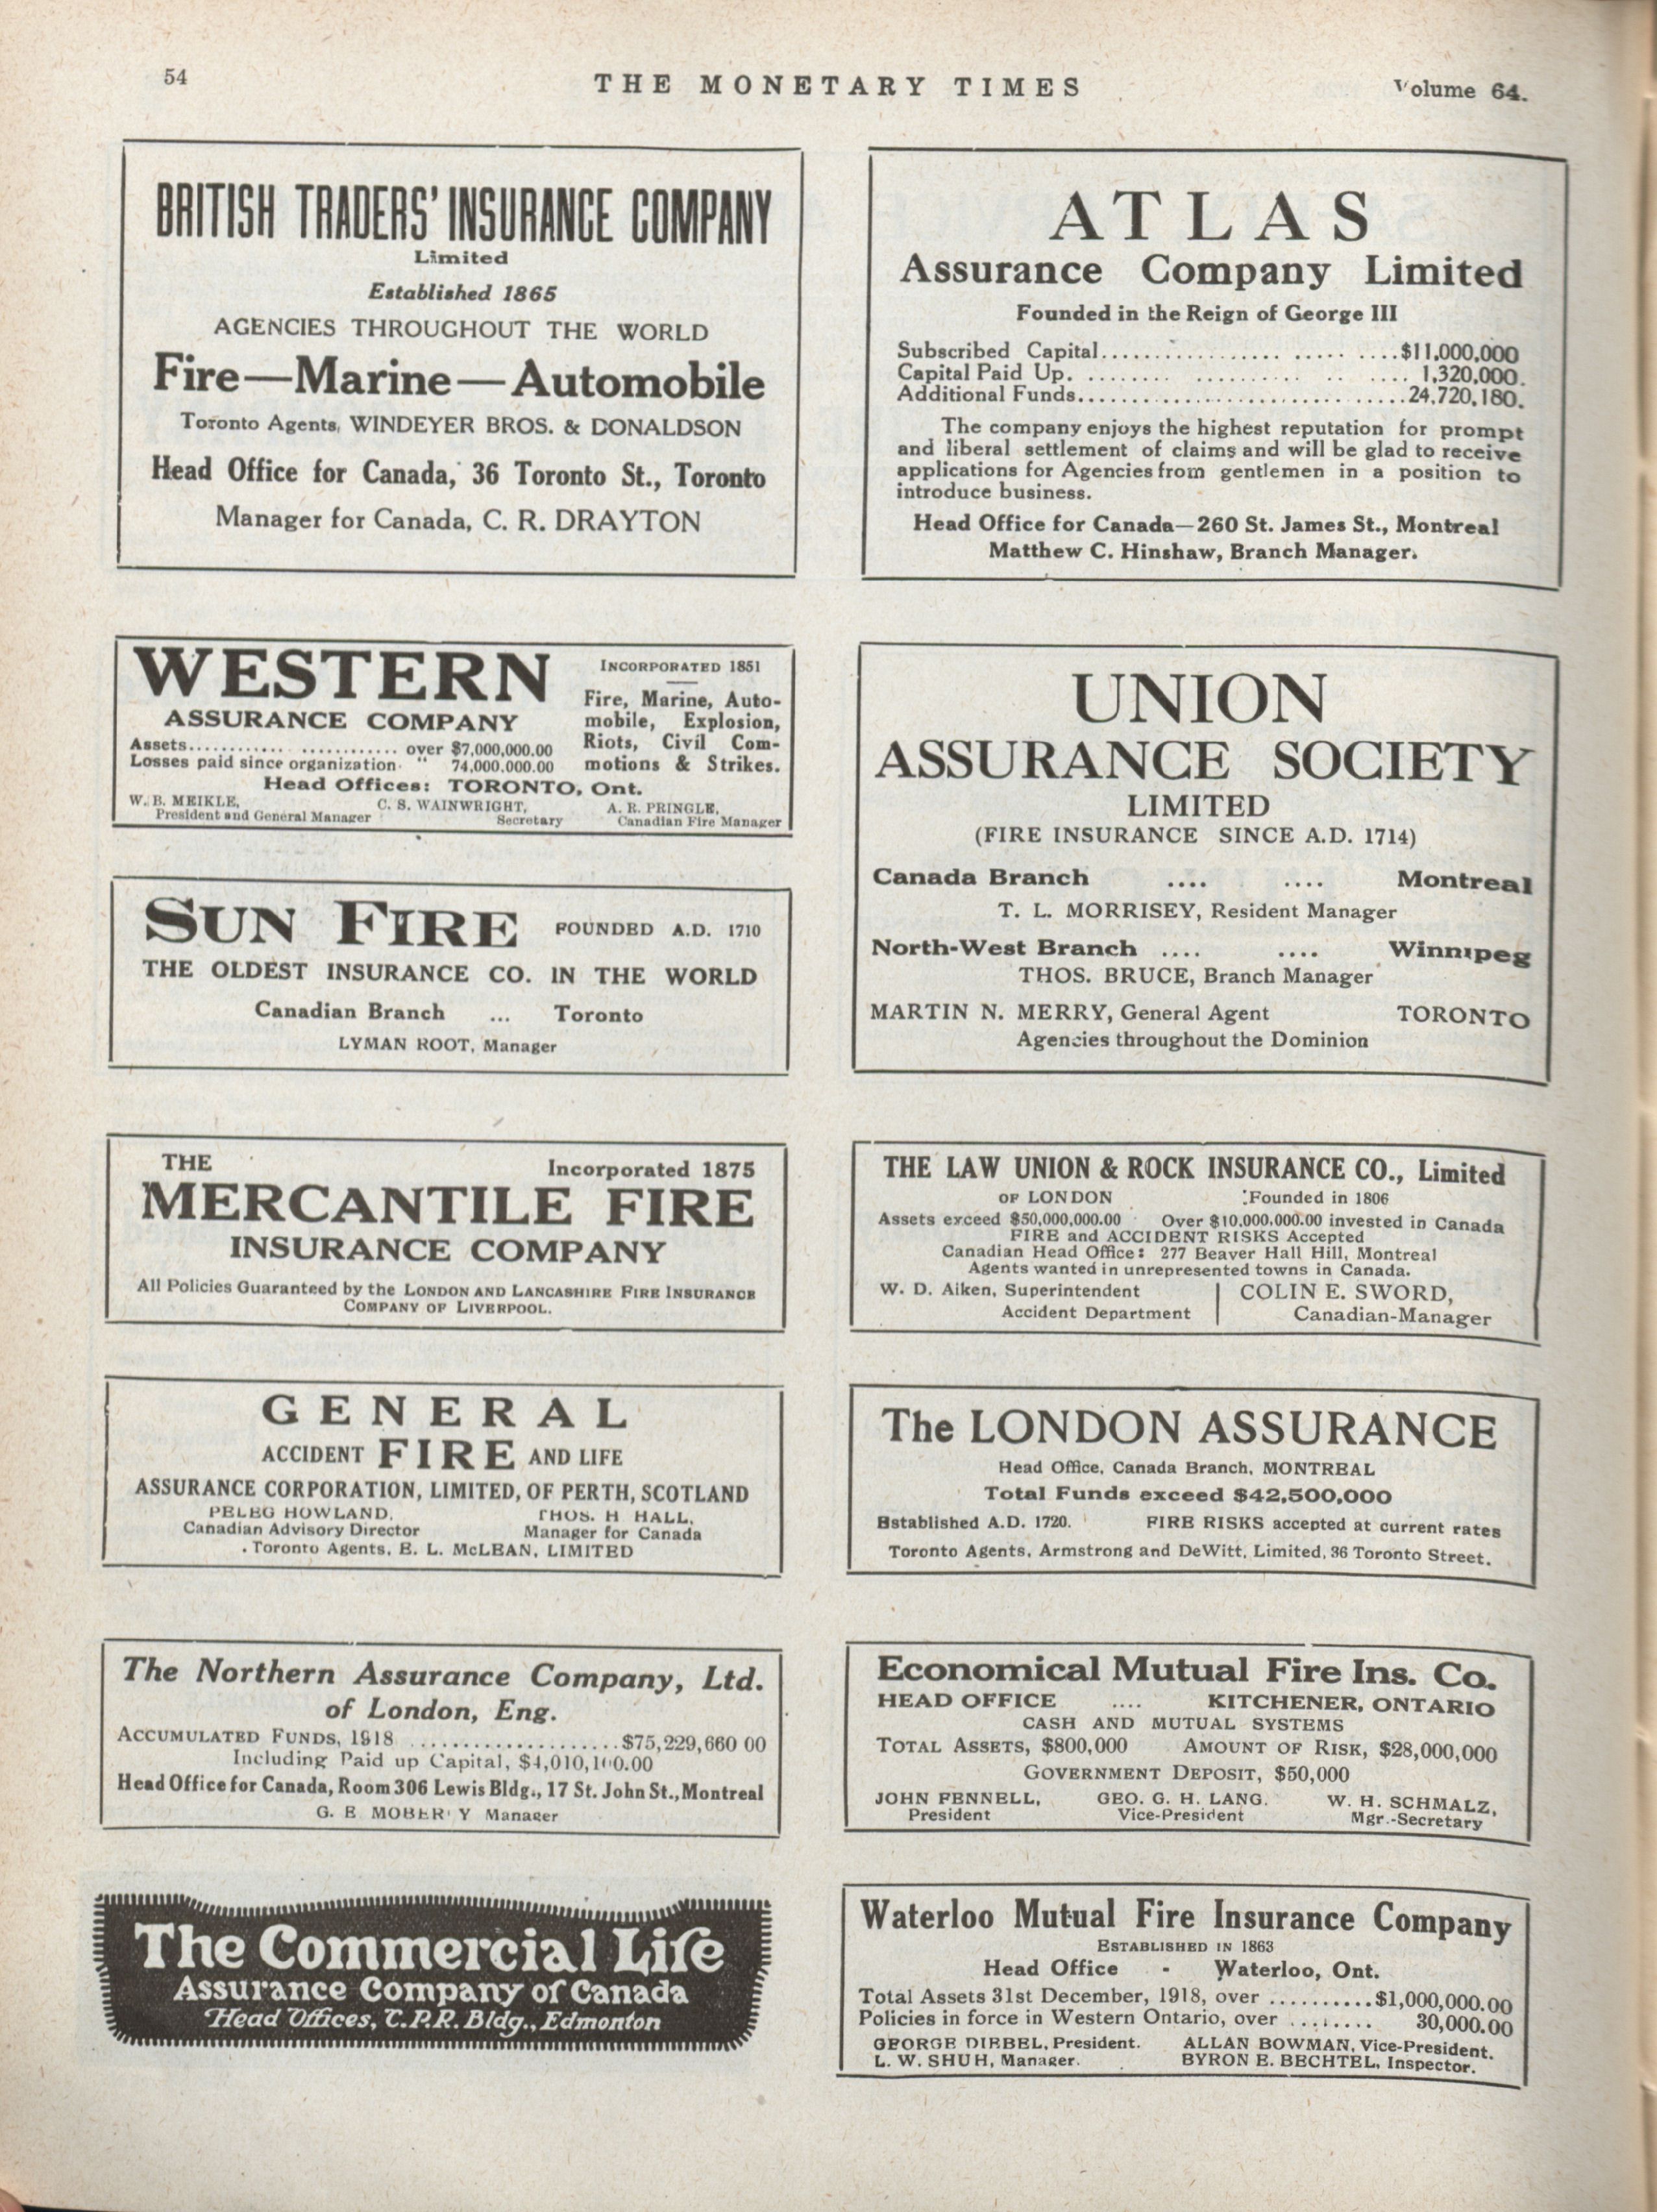 54
THE MONETARY TIMES
Volume 64.
BRITISH TRADERS' INSURANCE COMPANY
Limited
Established 1865
AGENCIES THROUGHOUT THE WORLD
Fire—Marine—Automobile
Toronto Agents, WINDEYER BROS. & DONALDSON
Head Office for Canada, 36 Toronto St., Toronto
Manager for Canada, C. R. DRAYTON
WESTERN
ASSURANCE COMPANY
Assets........................ over $7,000,000.00
Losses paid since organization. " 74,000,000.00
INCORPORATED 1851
Fire, Marine, Auto-
mobile, Explosion,
Riots, Civil Com-
motions & Strikes.
Head Offices: TORONTO, Ont.
W. B. MEIKLE, C. S. WAINWRIGHT, A. R. PRINGLE,
President and General Manager Secretary Canadian Fire Manager
SUN FIRE FOUNDED A.D. 1710
THE OLDEST INSURANCE CO. IN THE WORLD
Canadian Branch ... Toronto
LYMAN ROOT, Manager
THE Incorporated 1875
MERCANTILE FIRE
INSURANCE COMPANY
All Policies Guaranteed by the LONDON AND LANCASHIRE FIRE INSURANCE
COMPANY OF LIVERPOOL.
GENERAL
ACCIDENT FIRE AND LIFE
ASSURANCE CORPORATION, LIMITED, OF PERTH, SCOTLAND
PELEG HOWLAND, THOS. H HALL,
Canadian Advisory Director Manager for Canada
Toronto Agents, E. L. McLEAN, LIMITED
The Northern Assurance Company, Ltd.
of London, Eng.
ACCUMULATED FUNDS, 1918 ....................$75,229,660 00
Including Paid up Capital, $4,010,100.00
Head Office for Canada, Room 306 Lewis Bldg., 17 St. John St., Montreal
G. E. MOBERLY Manager
The Commercial Life
Assurance Company of Canada
Head Offices, C.P.R. Bldg., Edmonton
ATLAS
Assurance Company Limited
Founded in the Reign of George III
Subscribed Capital.............................$11,000,000
Capital Paid Up. ............................. 1,320,000.
Additional Funds.............................24,720,180.
The company enjoys the highest reputation for prompt
and liberal settlement of claims and will be glad to receive
applications for Agencies from gentlemen in a position to
introduce business.
Head Office for Canada—260 St. James St., Montreal
Matthew C. Hinshaw, Branch Manager.
UNION
ASSURANCE SOCIETY
LIMITED
(FIRE INSURANCE SINCE A.D. 1714)
Canada Branch .... .... Montreal
T. L. MORRISEY, Resident Manager
North-West Branch .... .... Winnipeg
THOS. BRUCE, Branch Manager
MARTIN N. MERRY, General Agent TORONTO
Agencies throughout the Dominion
THE LAW UNION & ROCK INSURANCE CO., Limited
OF LONDON Founded in 1806
Assets exceed $50,000,000.00 Over $10,000,000.00 invested in Canada
FIRE and ACCIDENT RISKS Accepted
Canadian Head Office: 277 Beaver Hall Hill, Montreal
Agents wanted in unrepresented towns in Canada.
W. D. Aiken, Superintendent COLIN E. SWORD,
Accident Department Canadian-Manager
The LONDON ASSURANCE
Head Office, Canada Branch, MONTREAL
Total Funds exceed $42,500,000
Established A.D. 1720. FIRE RISKS accepted at current rates
Toronto Agents, Armstrong and DeWitt, Limited, 36 Toronto Street.
Economical Mutual Fire Ins. Co.
HEAD OFFICE .... KITCHENER, ONTARIO
CASH AND MUTUAL SYSTEMS
TOTAL ASSETS, $800,000 AMOUNT OF RISK, $28,000,000
GOVERNMENT DEPOSIT, $50,000
JOHN FENNELL, GEO. G. H. LANG. W. H. SCHMALZ,
President Vice-President Mgr.-Secretary
Waterloo Mutual Fire Insurance Company
ESTABLISHED IN 1863
Head Office - Waterloo, Ont.
Total Assets 31st December, 1918, over ..........$1,000,000.00
Policies in force in Western Ontario, over ........ 30,000.00
GEORGE DIEBEL, President. ALLAN BOWMAN, Vice-President.
L. W. SHUH, Manager. BYRON E. BECHTEL, Inspector.